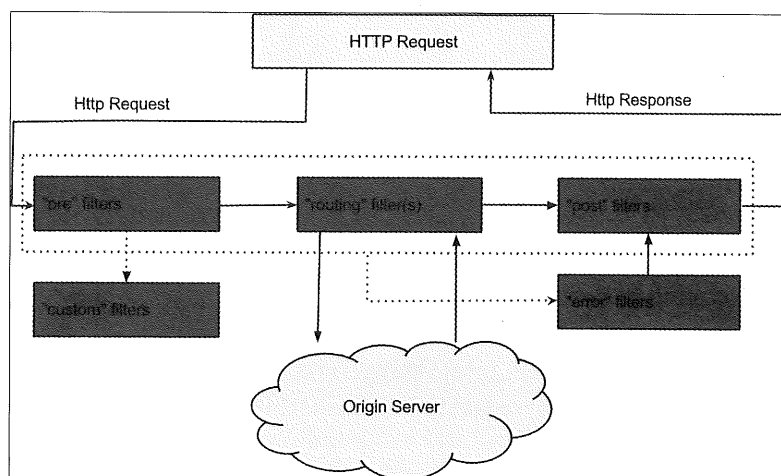 HTTP Request
Http Request
Http Response
"pre" filters
"routing" filter(s)
"post" filters
"custom" filters
"error" filters
Origin Server